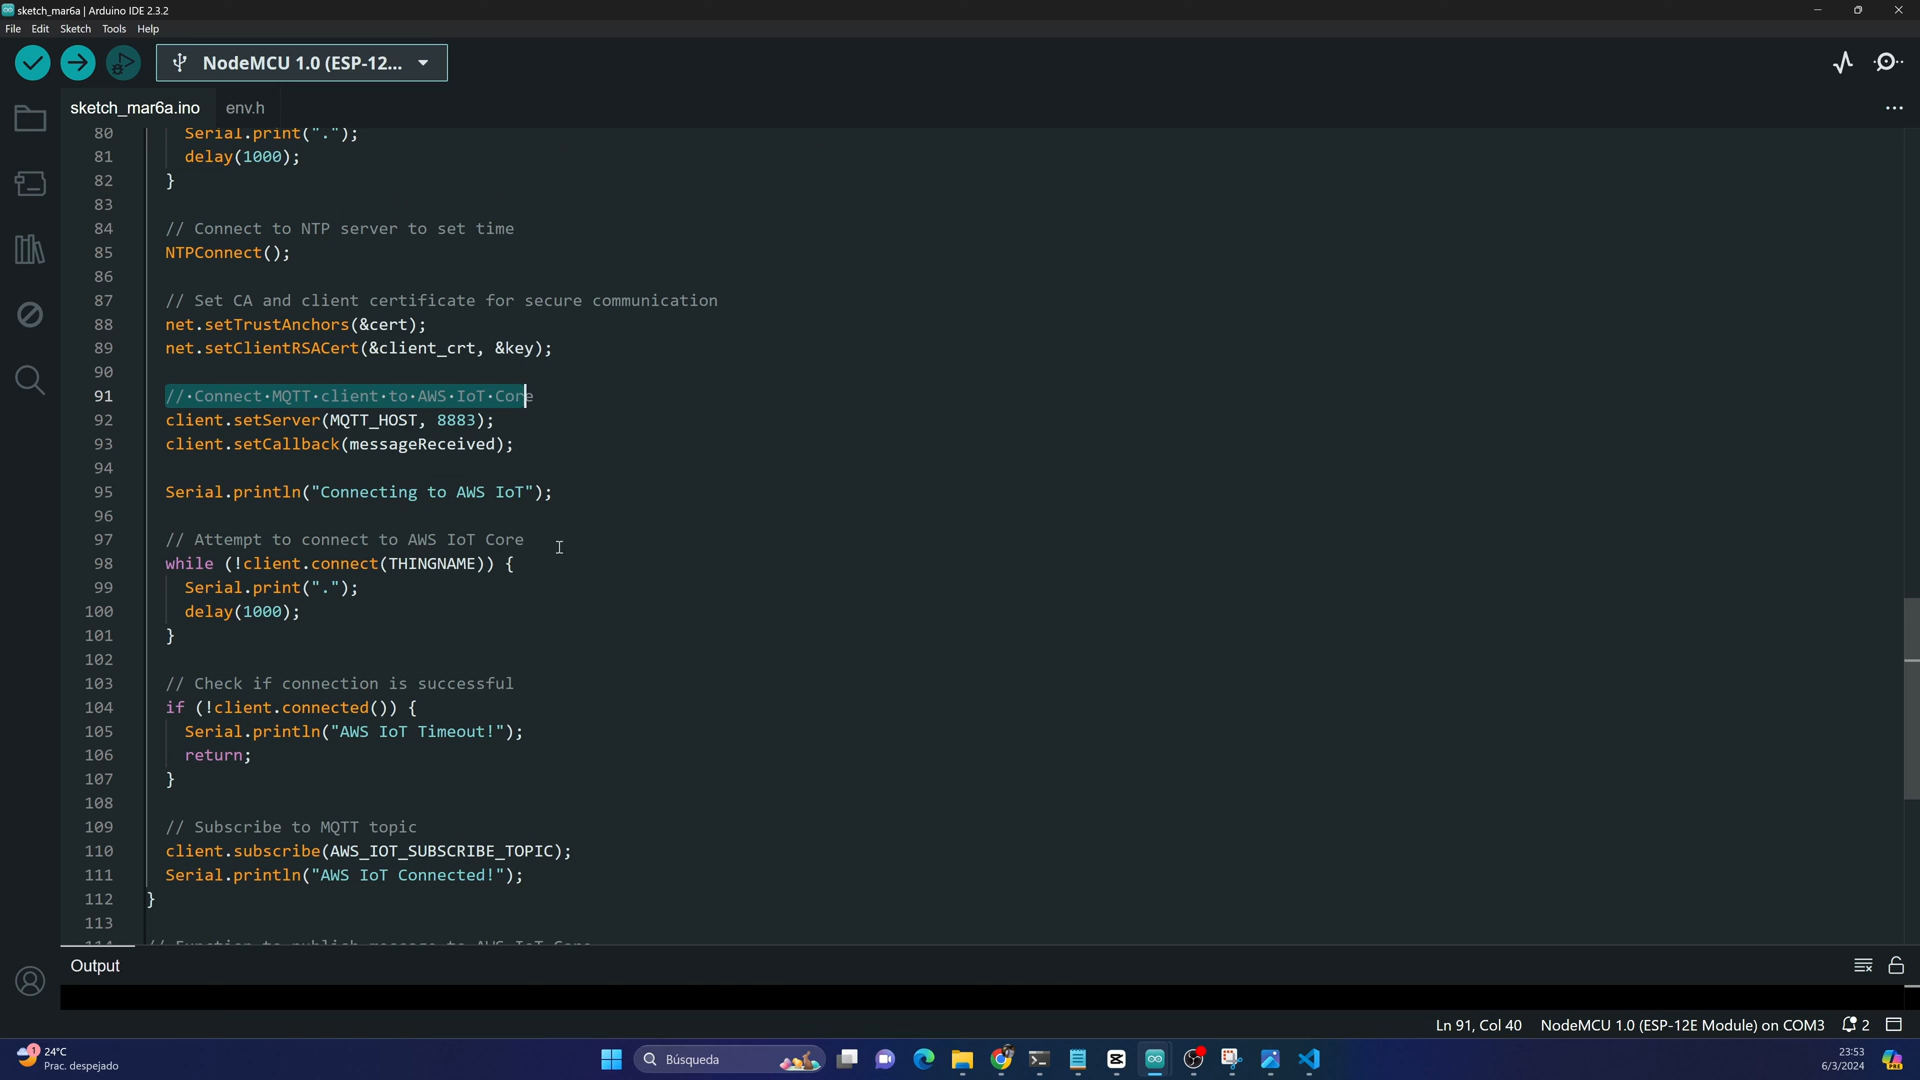 sketch_mar6a | Arduino IDE 2.3.2
File Edit Sketch Tools Help
NodeMCU 1.0 (ESP-12...
sketch_mar6a.ino env.h
80 Serial.print(".");
81 delay(1000);
82 }
83
84 // Connect to NTP server to set time
85 NTPConnect();
86
87 // Set CA and client certificate for secure communication
88 net.setTrustAnchors(&cert);
89 net.setClientRSACert(&client_crt, &key);
90
91 //·Connect·MQTT·client·to·AWS·IoT·Core
92 client.setServer(MQTT_HOST, 8883);
93 client.setCallback(messageReceived);
94
95 Serial.println("Connecting to AWS IoT");
96
97 // Attempt to connect to AWS IoT Core
98 while (!client.connect(THINGNAME)) {
99 Serial.print(".");
100 delay(1000);
101 }
102
103 // Check if connection is successful
104 if (!client.connected()) {
105 Serial.println("AWS IoT Timeout!");
106 return;
107 }
108
109 // Subscribe to MQTT topic
110 client.subscribe(AWS_IOT_SUBSCRIBE_TOPIC);
111 Serial.println("AWS IoT Connected!");
112 }
113
114 // Function to publish message to AWS IoT Core
Output
Ln 91, Col 40 NodeMCU 1.0 (ESP-12E Module) on COM3 2
1 24°C
Prac. despejado
Búsqueda
23:53
6/3/2024
PRE